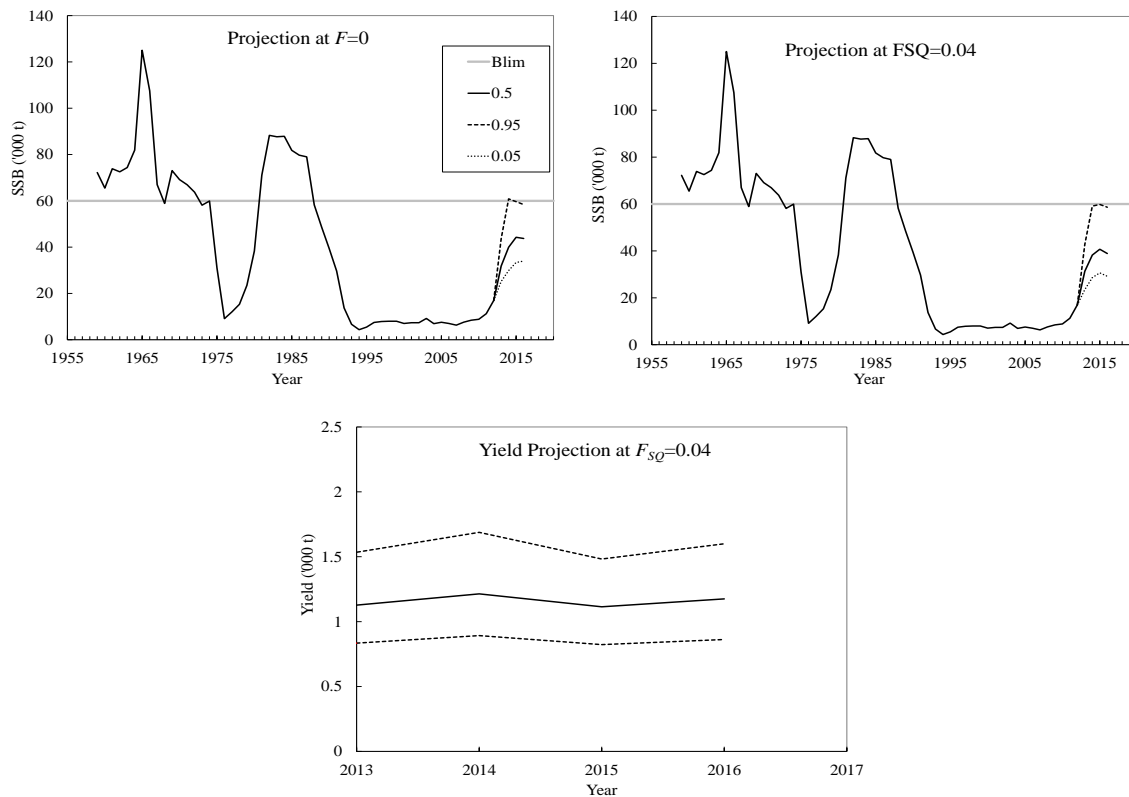 Projection at F=0
SSB ('000 t)
140
120
100
80
60
40
20
0
Blim
0.5
0.95
0.05
1955 1965 1975 1985 1995 2005 2015
Year
Projection at FSQ=0.04
SSB ('000 t)
140
120
100
80
60
40
20
0
1955 1965 1975 1985 1995 2005 2015
Year
Yield Projection at FSQ=0.04
Yield ('000 t)
2.5
2
1.5
1
0.5
0
2013 2014 2015 2016 2017
Year